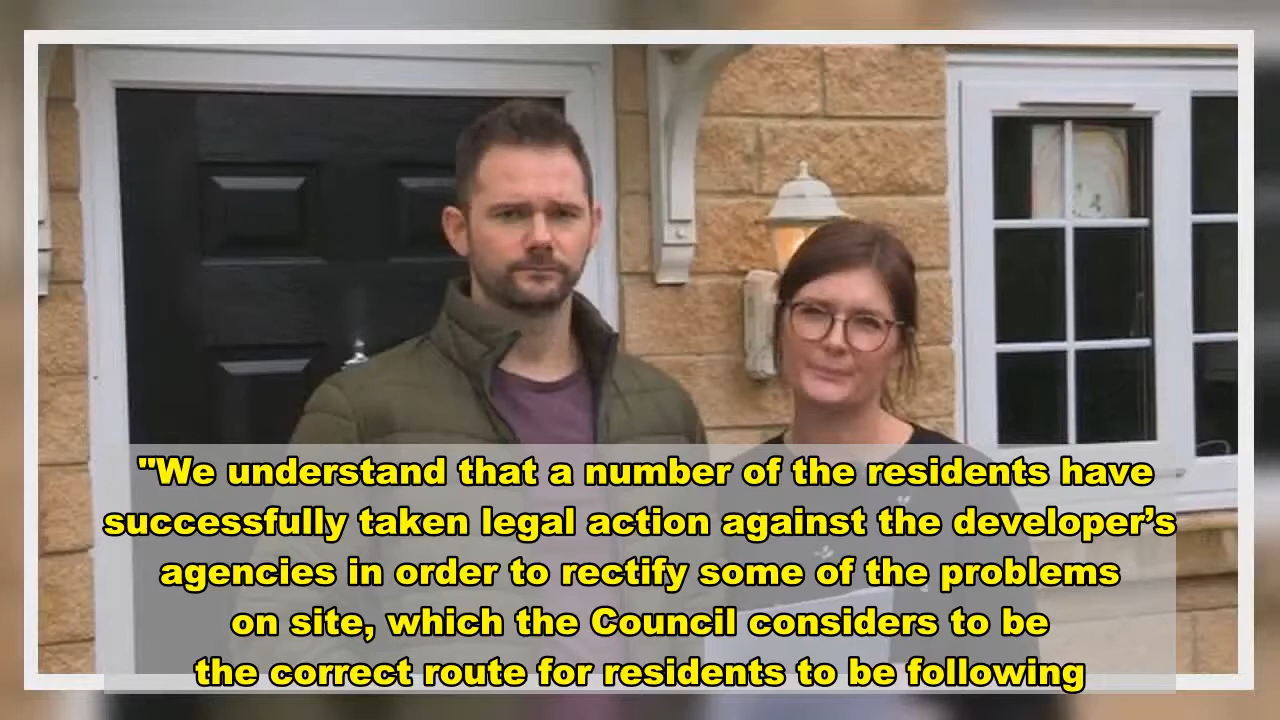 "We understand that a number of the residents have
successfully taken legal action against the developer’s
agencies in order to rectify some of the problems
on site, which the Council considers to be
the correct route for residents to be following